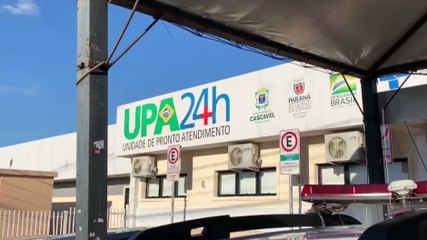 UPA 24h
UNIDADE DE PRONTO ATENDIMENTO
CASCAVEL
PARANÁ
BRASIL
E
E